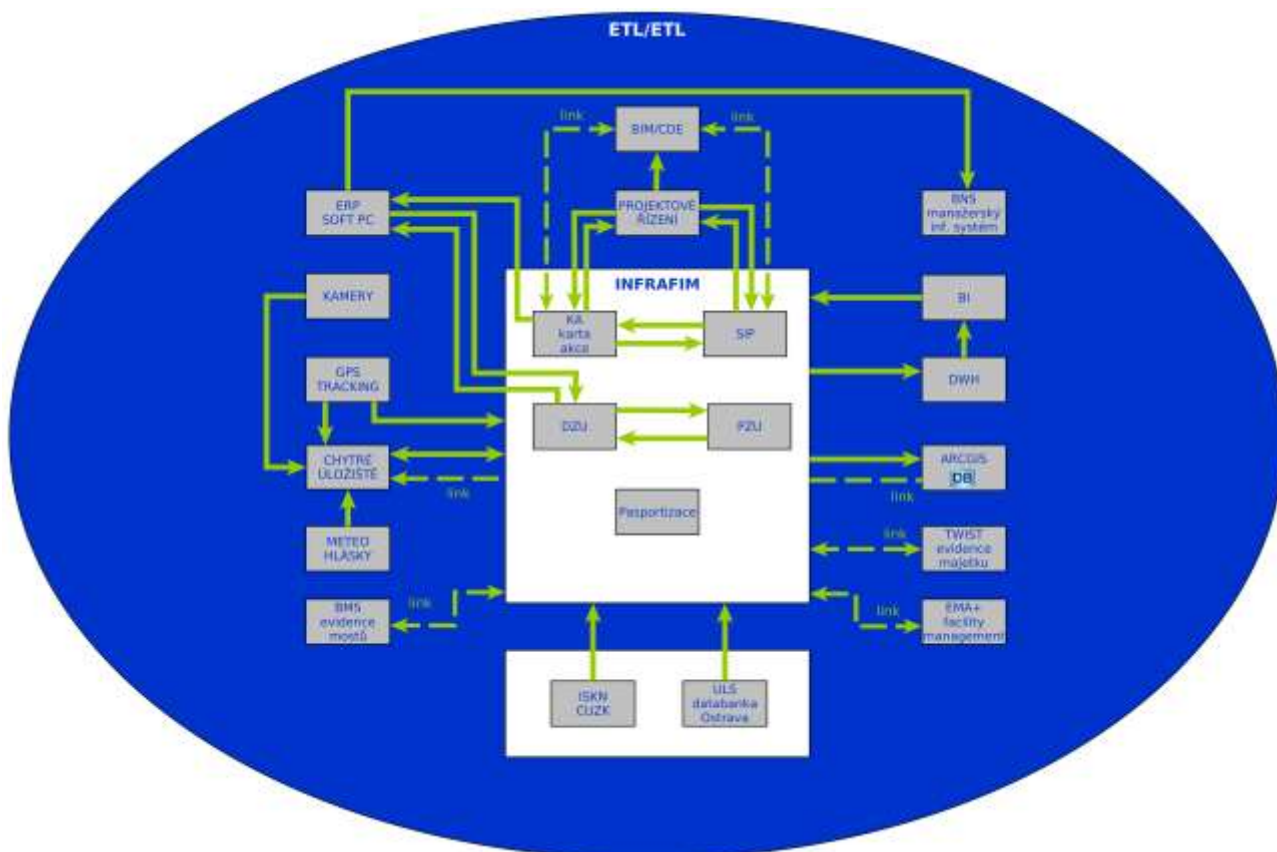 ETL/ETL
link
BIM/CDE
link
ERP
SOFT PC
PROJEKTOVÉ
ŘÍZENÍ
BNS
manažerský
inf. systém
KAMERY
INFRAFIM
BI
KA
karta
akce
SIP
GPS
TRACKING
DWH
DZU
PZU
CHYTRÉ
ÚLOŽIŠTĚ
link
ARCGIS
DB
link
Pasportizace
METEO
HLÁSKY
link
TWIST
evidence
majetku
BMS
evidence
mostů
link
link
EMA+
facility
management
ISKN
CUZK
ULS
databanka
Ostrava